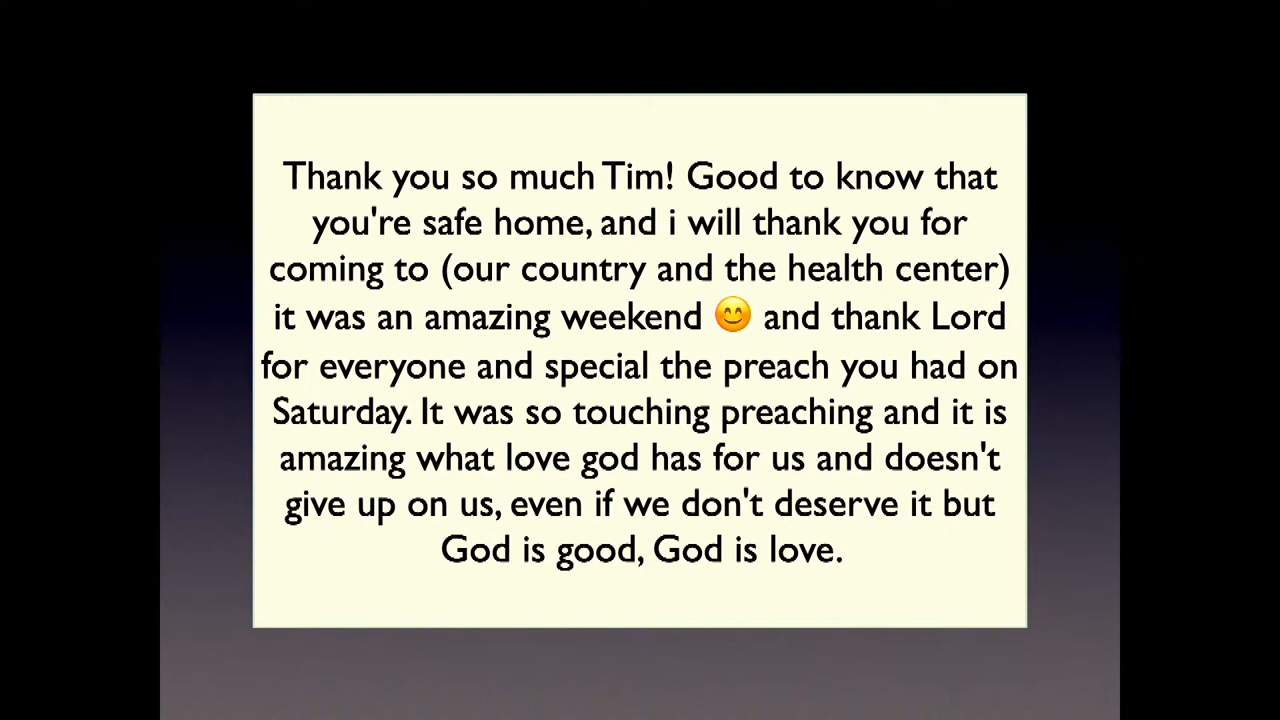 Thank you so much Tim! Good to know that
you're safe home, and i will thank you for
coming to (our country and the health center)
it was an amazing weekend 😊 and thank Lord
for everyone and special the preach you had on
Saturday. It was so touching preaching and it is
amazing what love god has for us and doesn't
give up on us, even if we don't deserve it but
God is good, God is love.